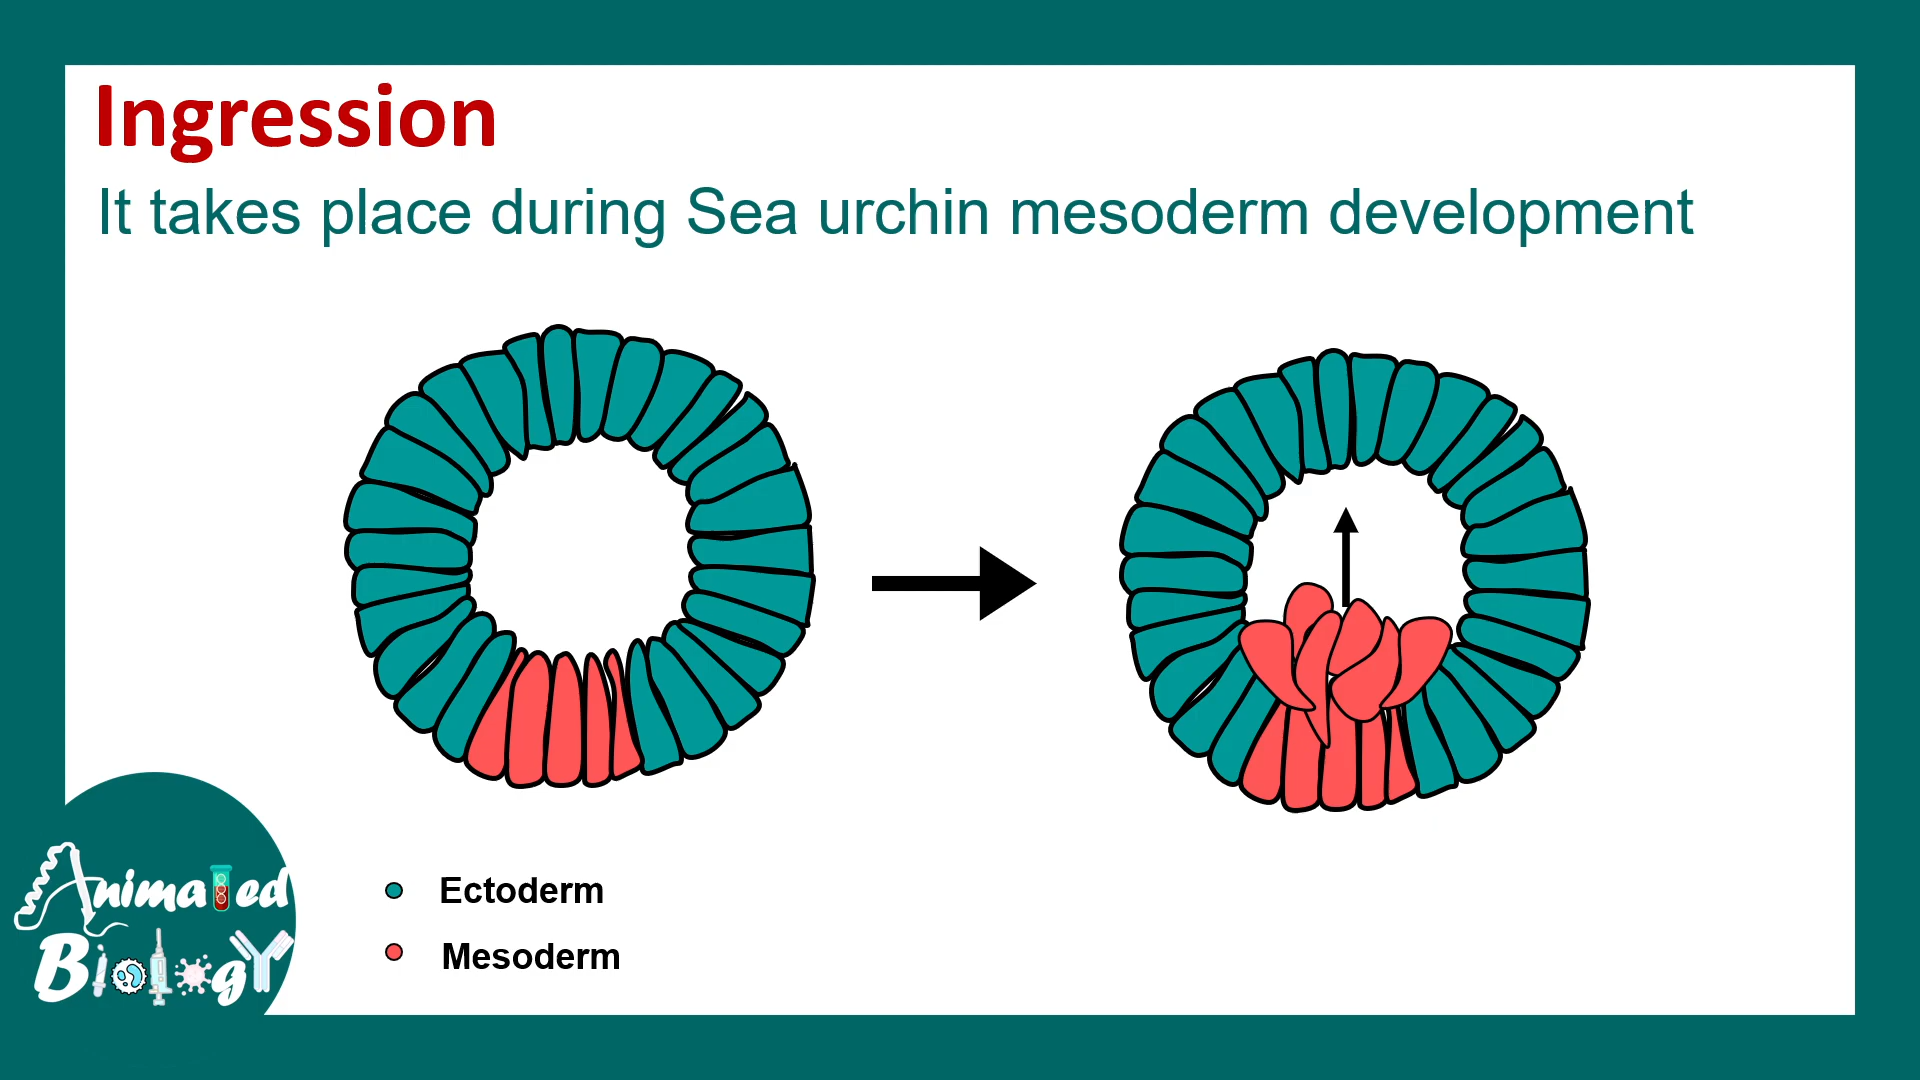 Ingression
It takes place during Sea urchin mesoderm development
Ectoderm
Mesoderm
Animated
Biology